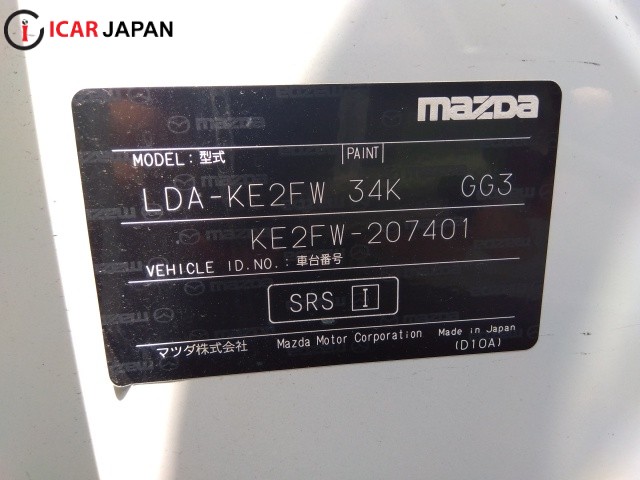 ICAR JAPAN
mazda
MODEL:型式 PAINT
LDA-KE2FW 34K GG3
KE2FW-207401
VEHICLE ID.NO.:車台番号
SRS I
マツダ株式会社 Mazda Motor Corporation Made in Japan
(D10A)